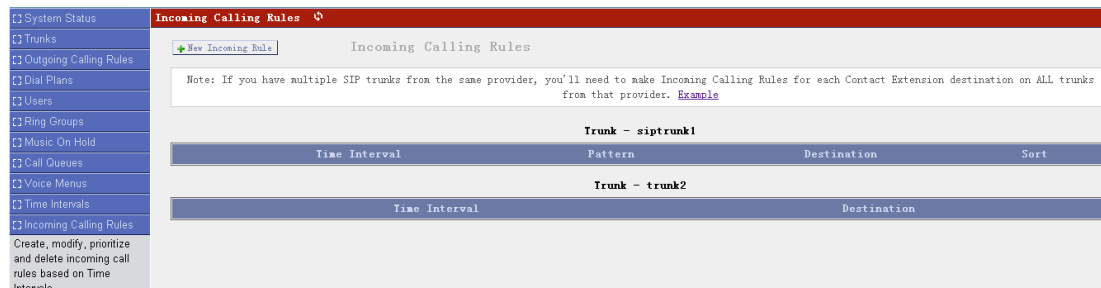 System Status
Trunks
Outgoing Calling Rules
Dial Plans
Users
Ring Groups
Music On Hold
Call Queues
Voice Menus
Time Intervals
Incoming Calling Rules
Create, modify, prioritize
and delete incoming call
rules based on Time
Intervals
Incoming Calling Rules
New Incoming Rule
Incoming Calling Rules
Note: If you have multiple SIP trunks from the same provider, you'll need to make Incoming Calling Rules for each Contact Extension destination on ALL trunks
from that provider. Example
Trunk - siptrunk1
Time Interval Pattern Destination Sort
Trunk - trunk2
Time Interval Destination